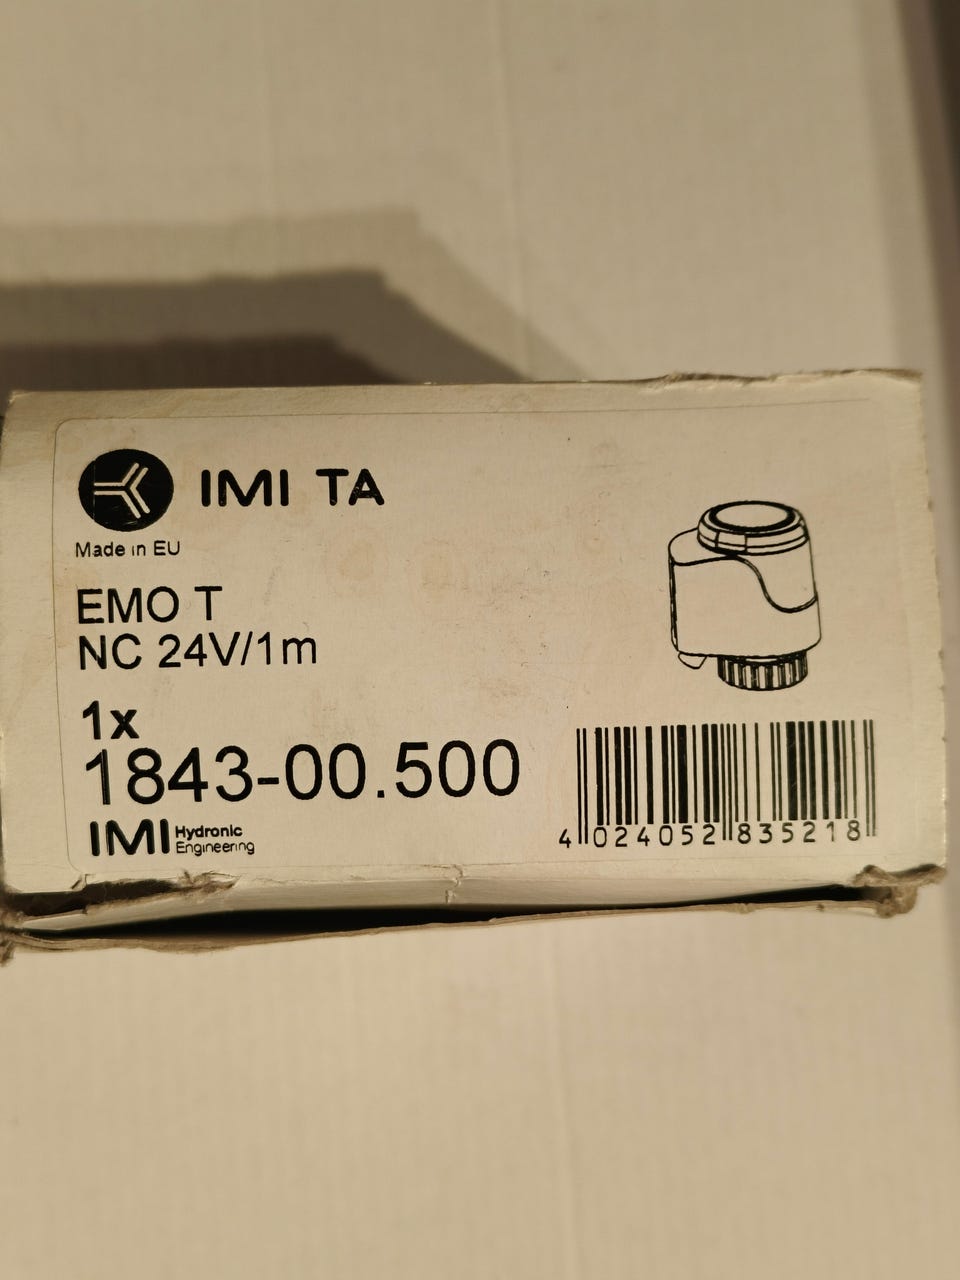 IMI TA
Made in EU
EMO T
NC 24V/1m
1x
1843-00.500
IMI Hydronic Engineering
4 024052 835218